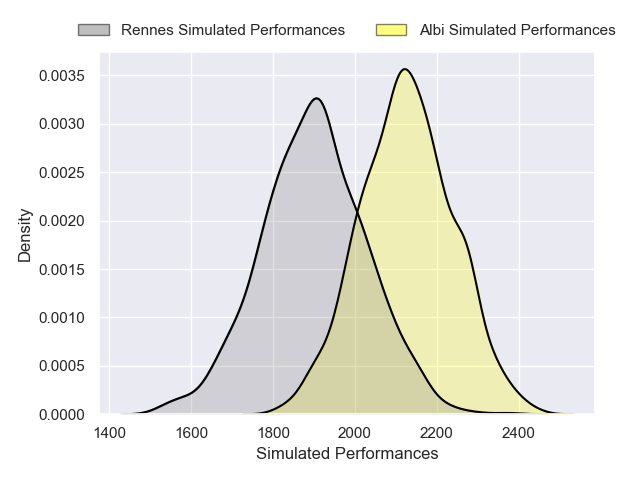 Rennes Simulated Performances Albi Simulated Performances
0.0035
0.0030
0.0025
0.0020
0.0015
0.0010
0.0005
0.0000
Density
1400 1600 1800 2000 2200 2400
Simulated Performances